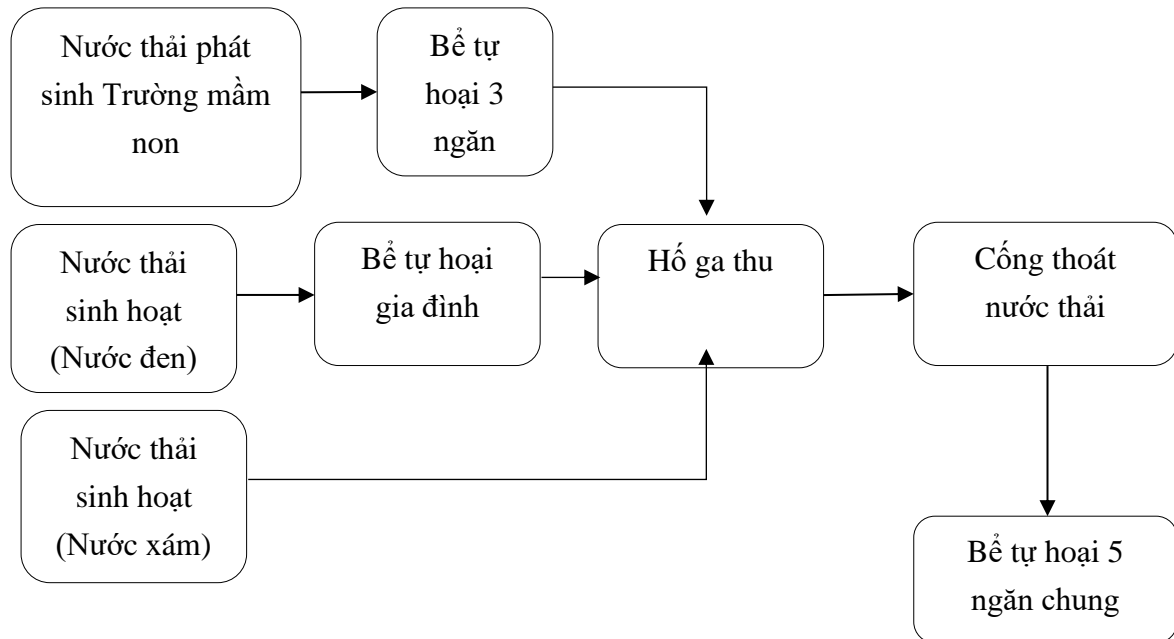 Nước thải phát
sinh Trường mầm
non
Bể tự
hoại 3
ngăn
Nước thải
sinh hoạt
(Nước đen)
Bể tự hoại
gia đình
Hố ga thu
Cống thoát
nước thải
Nước thải
sinh hoạt
(Nước xám)
Bể tự hoại 5
ngăn chung